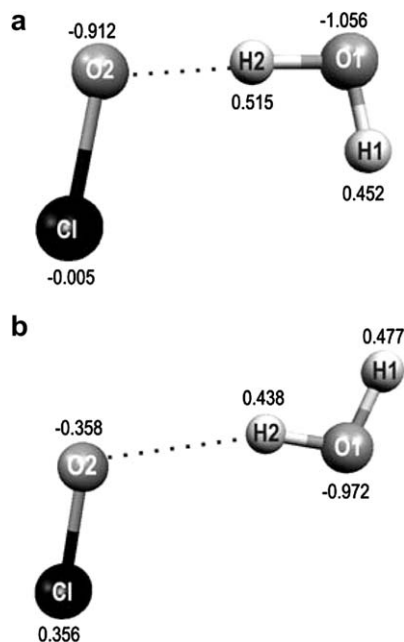 a
-0.912
-1.056
O2
H2
O1
0.515
H1
0.452
Cl
-0.005
b
0.477
H1
0.438
-0.358
H2
O1
O2
-0.972
Cl
0.356